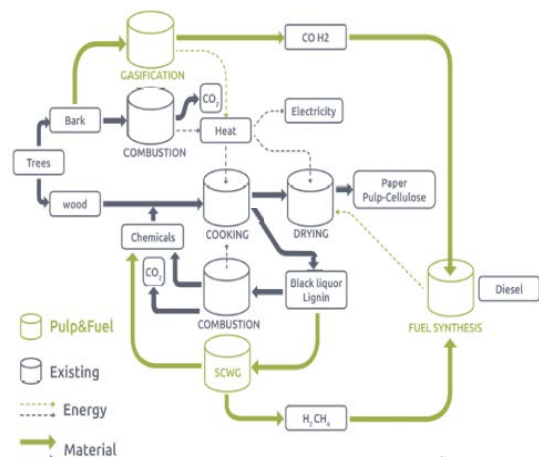 CO H2
GASIFICATION
CO2
Electricity
Bark
Heat
COMBUSTION
Trees
Paper
Pulp-Cellulose
wood
COOKING
DRYING
Chemicals
CO2
Black liquor
Lignin
Diesel
COMBUSTION
FUEL SYNTHESIS
Pulp&Fuel
SCWG
Existing
Energy
H2 CH4
Material